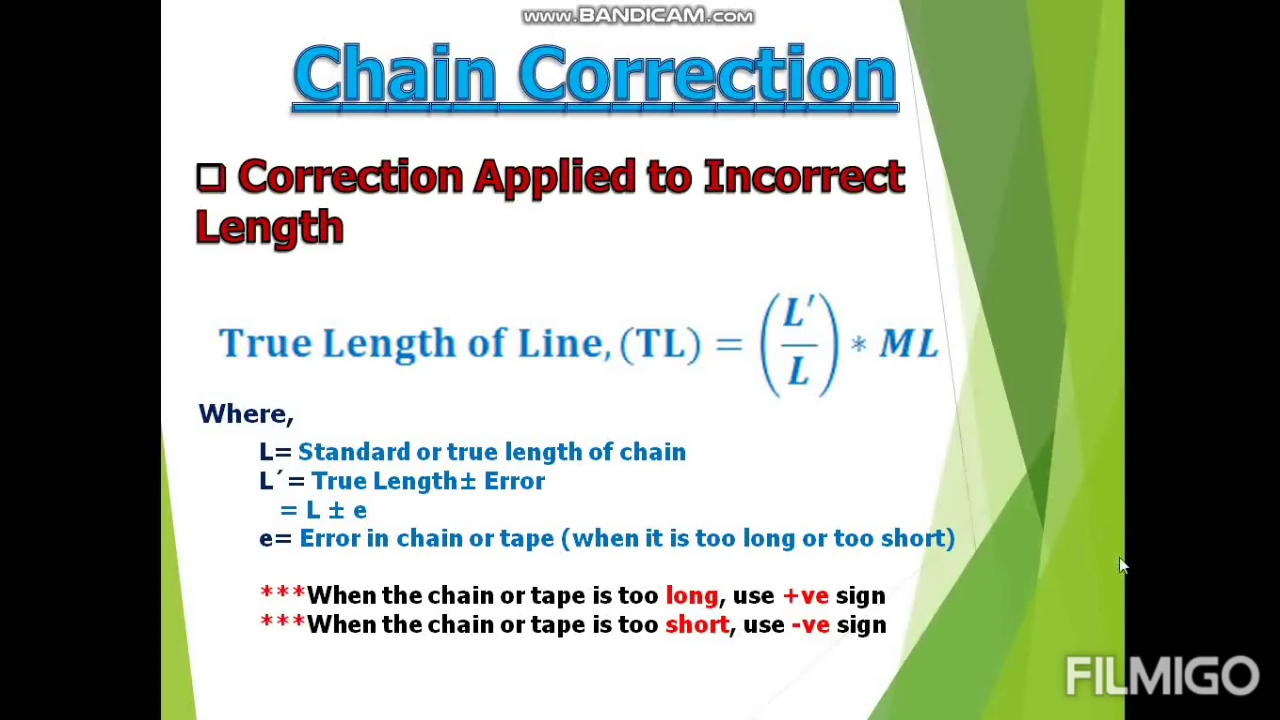 www.BANDICAM.com
Chain Correction
❑ Correction Applied to Incorrect
Length
True Length of Line, (TL) = (L′/L) * ML
Where,
L= Standard or true length of chain
L´= True Length± Error
= L ± e
e= Error in chain or tape (when it is too long or too short)
***When the chain or tape is too long, use +ve sign
***When the chain or tape is too short, use -ve sign
FILMIGO